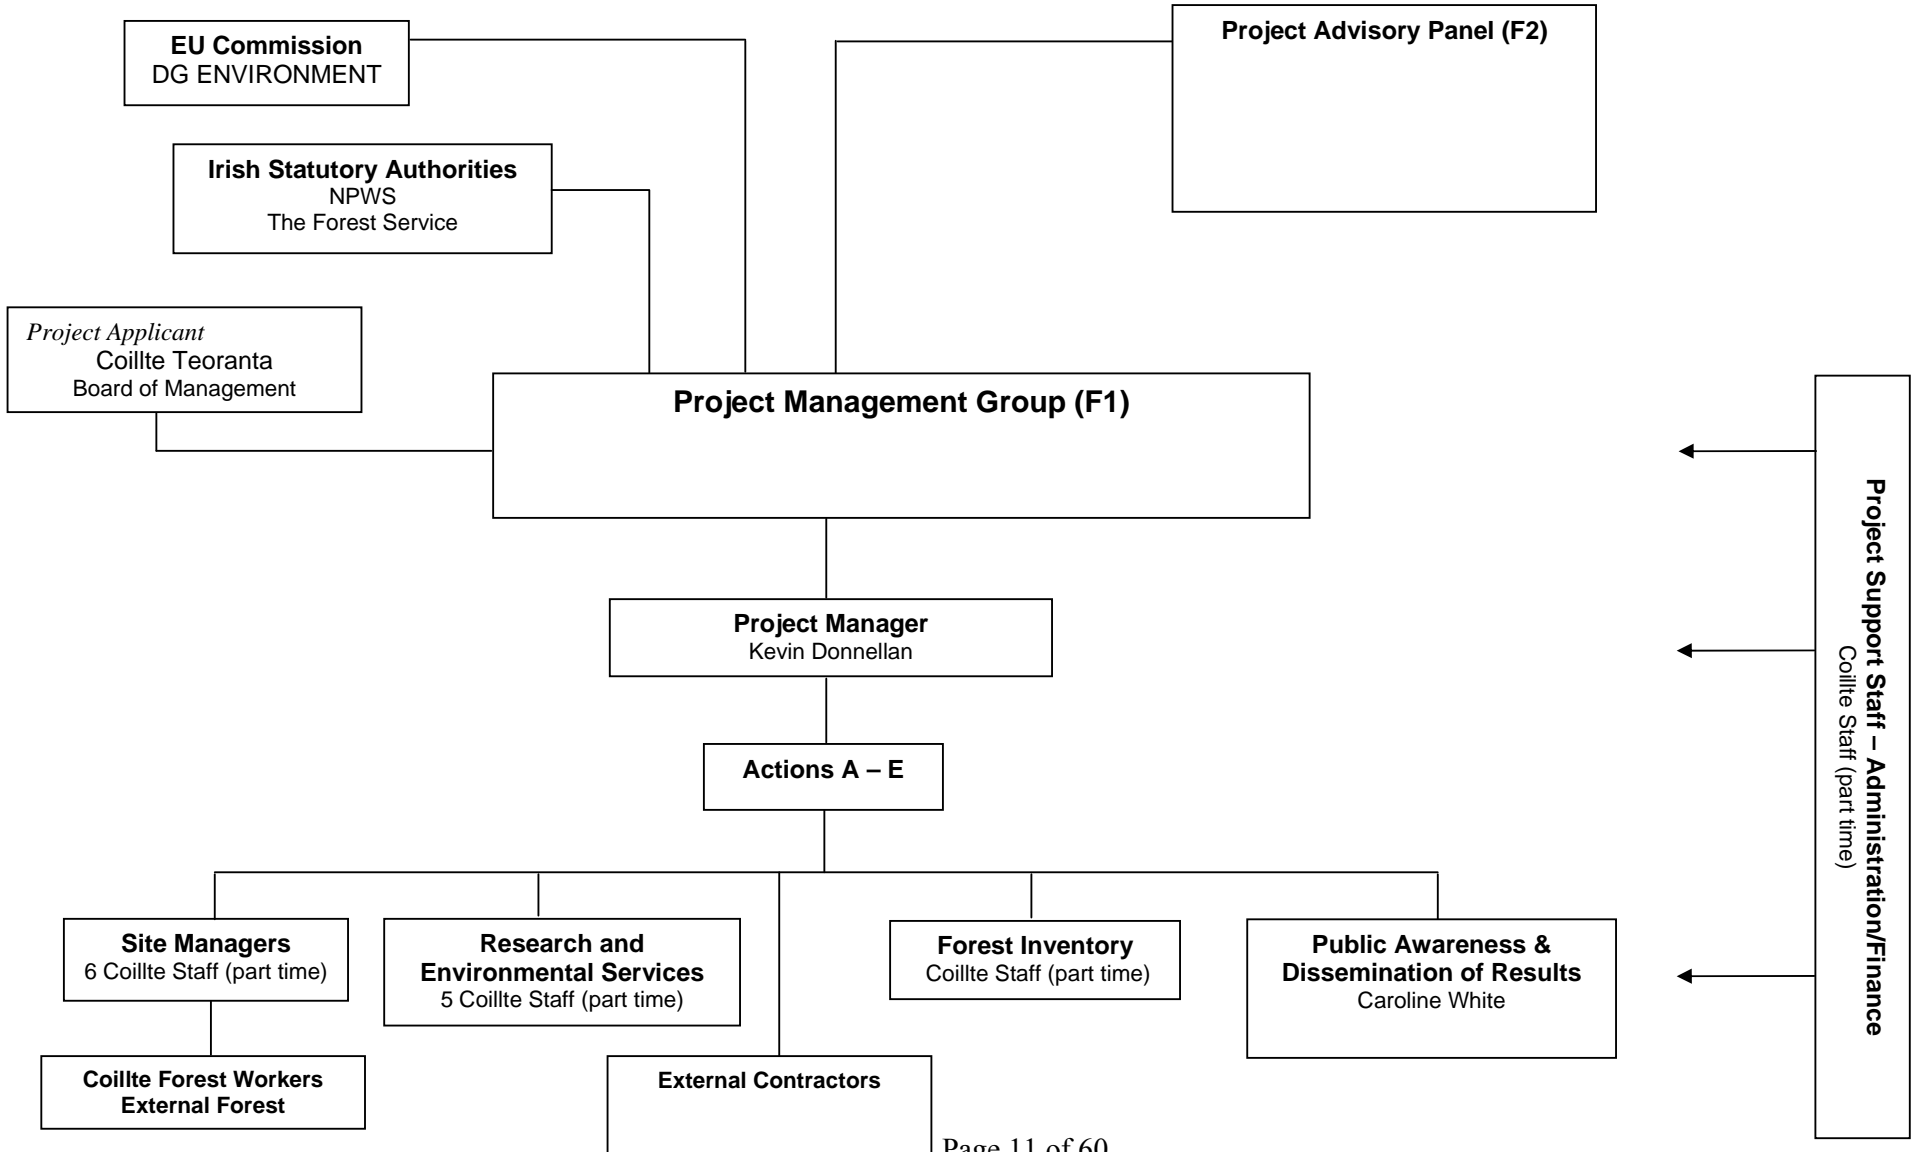 EU Commission
DG ENVIRONMENT
Project Advisory Panel (F2)
Irish Statutory Authorities
NPWS
The Forest Service
Project Applicant
Coillte Teoranta
Board of Management
Project Management Group (F1)
Project Manager
Kevin Donnellan
Actions A – E
Site Managers
6 Coillte Staff (part time)
Research and
Environmental Services
5 Coillte Staff (part time)
Forest Inventory
Coillte Staff (part time)
Public Awareness &
Dissemination of Results
Caroline White
Coillte Forest Workers
External Forest
External Contractors
Project Support Staff – Administration/Finance
Coillte Staff (part time)
Page 11 of 60